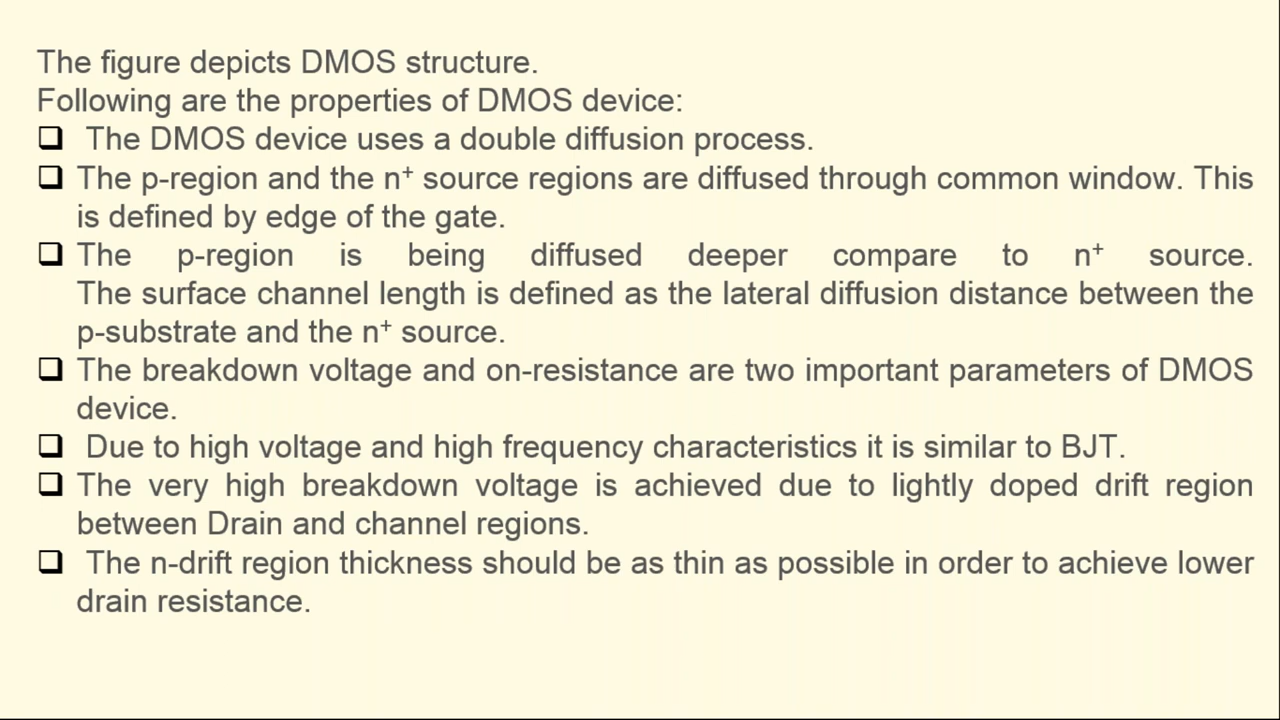 The figure depicts DMOS structure.
Following are the properties of DMOS device:
❑ The DMOS device uses a double diffusion process.
❑ The p-region and the n⁺ source regions are diffused through common window. This
is defined by edge of the gate.
❑ The p-region is being diffused deeper compare to n⁺ source.
The surface channel length is defined as the lateral diffusion distance between the
p-substrate and the n⁺ source.
❑ The breakdown voltage and on-resistance are two important parameters of DMOS
device.
❑ Due to high voltage and high frequency characteristics it is similar to BJT.
❑ The very high breakdown voltage is achieved due to lightly doped drift region
between Drain and channel regions.
❑ The n-drift region thickness should be as thin as possible in order to achieve lower
drain resistance.